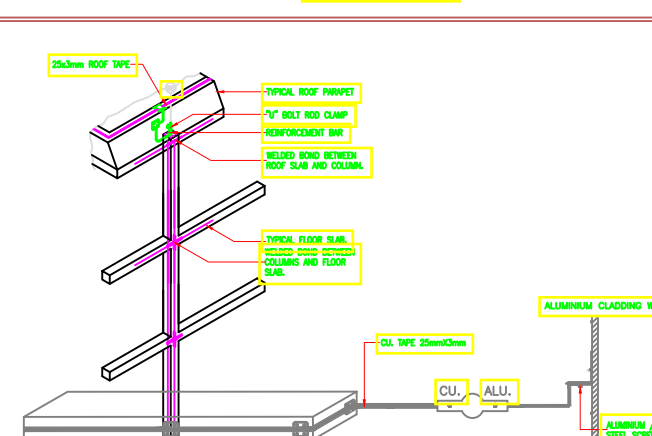 25x3mm ROOF TAPE
TYPICAL ROOF PARAPET
"U" BOLT ROD CLAMP
REINFORCEMENT BAR
WELDED BOND BETWEEN
ROOF SLAB AND COLUMN.
TYPICAL FLOOR SLAB.
WELDED BOND BETWEEN
COLUMNS AND FLOOR
SLAB.
ALUMINIUM CLADDING
CU. TAPE 25mmX3mm
CU. ALU.
ALUMINIUM /